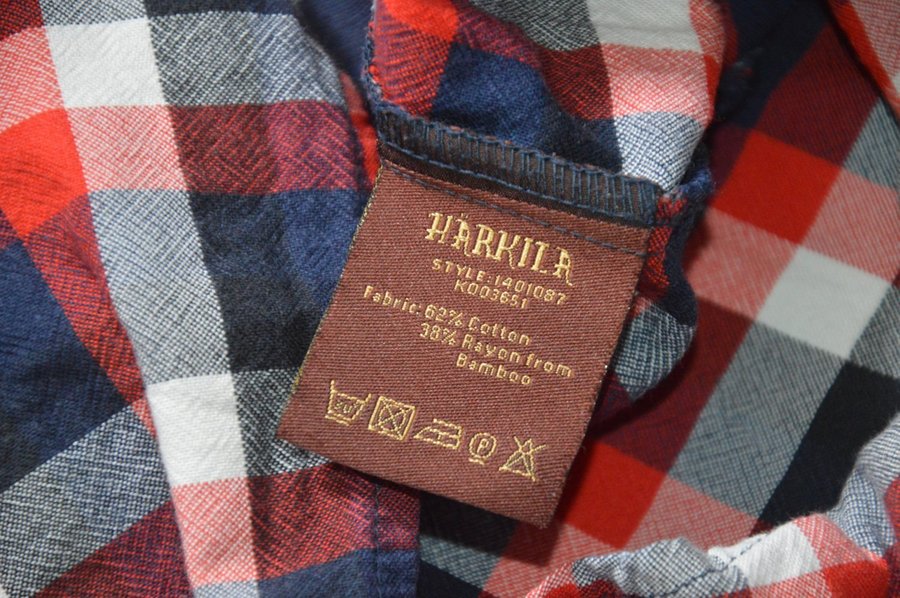 HÄRKILA
STYLE:1401087
K003651
Fabric: 62% Cotton
38% Rayon from
Bamboo
P